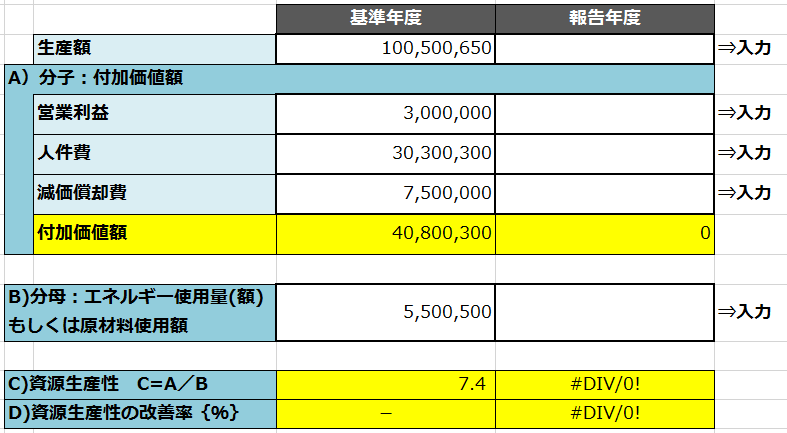 基準年度 報告年度
生産額 100,500,650 ⇒入力
A）分子：付加価値額
営業利益 3,000,000 ⇒入力
人件費 30,300,300 ⇒入力
減価償却費 7,500,000 ⇒入力
付加価値額 40,800,300 0
B)分母：エネルギー使用量(額)
もしくは原材料使用額 5,500,500 ⇒入力
C)資源生産性　C=A／B 7.4 #DIV/0!
D)資源生産性の改善率｛%｝ － #DIV/0!